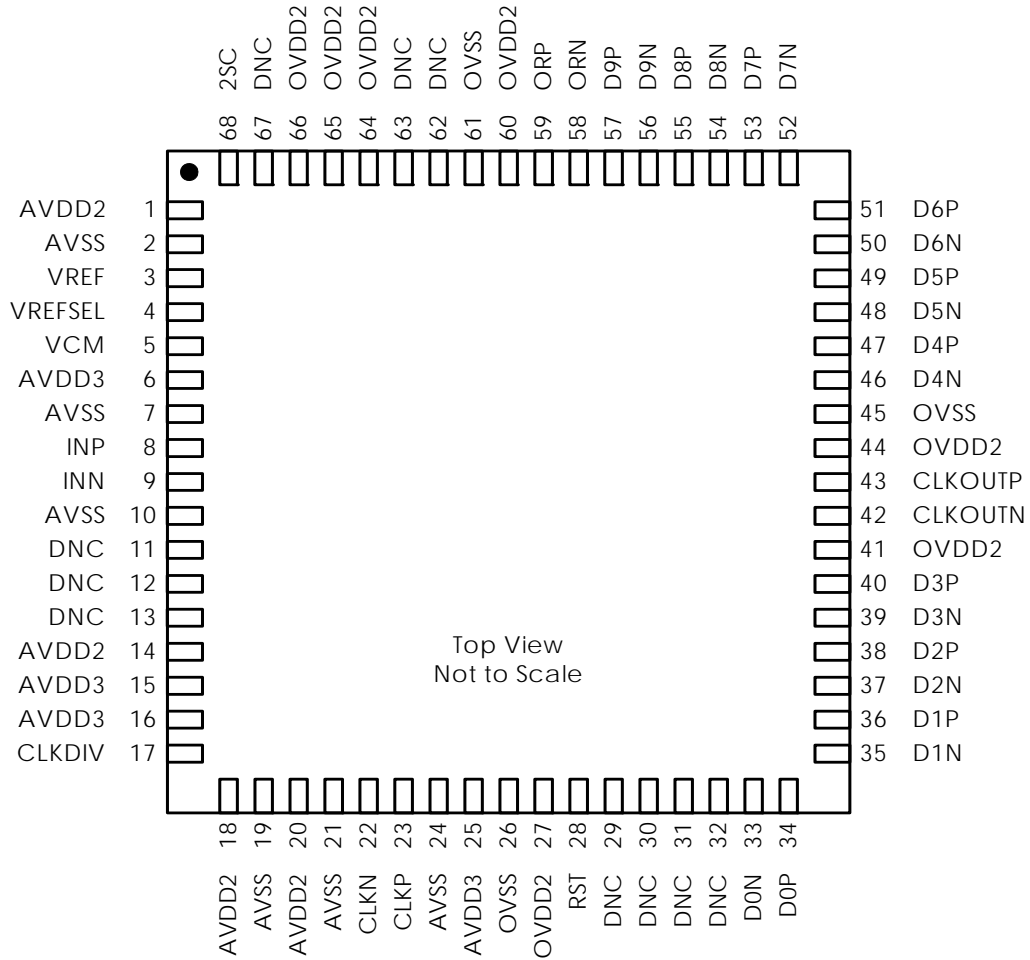 2SC
DNC
OVDD2
OVDD2
OVDD2
DNC
DNC
OVSS
OVDD2
ORP
ORN
D9P
D9N
D8P
D8N
D7P
D7N
68
67
66
65
64
63
62
61
60
59
58
57
56
55
54
53
52
AVDD2 1
AVSS 2
VREF 3
VREFSEL 4
VCM 5
AVDD3 6
AVSS 7
INP 8
INN 9
AVSS 10
DNC 11
DNC 12
DNC 13
AVDD2 14
AVDD3 15
AVDD3 16
CLKDIV 17
51 D6P
50 D6N
49 D5P
48 D5N
47 D4P
46 D4N
45 OVSS
44 OVDD2
43 CLKOUTP
42 CLKOUTN
41 OVDD2
40 D3P
39 D3N
38 D2P
37 D2N
36 D1P
35 D1N
Top View
Not to Scale
18
19
20
21
22
23
24
25
26
27
28
29
30
31
32
33
34
AVDD2
AVSS
AVDD2
AVSS
CLKN
CLKP
AVSS
AVDD3
OVSS
OVDD2
RST
DNC
DNC
DNC
DNC
D0N
D0P